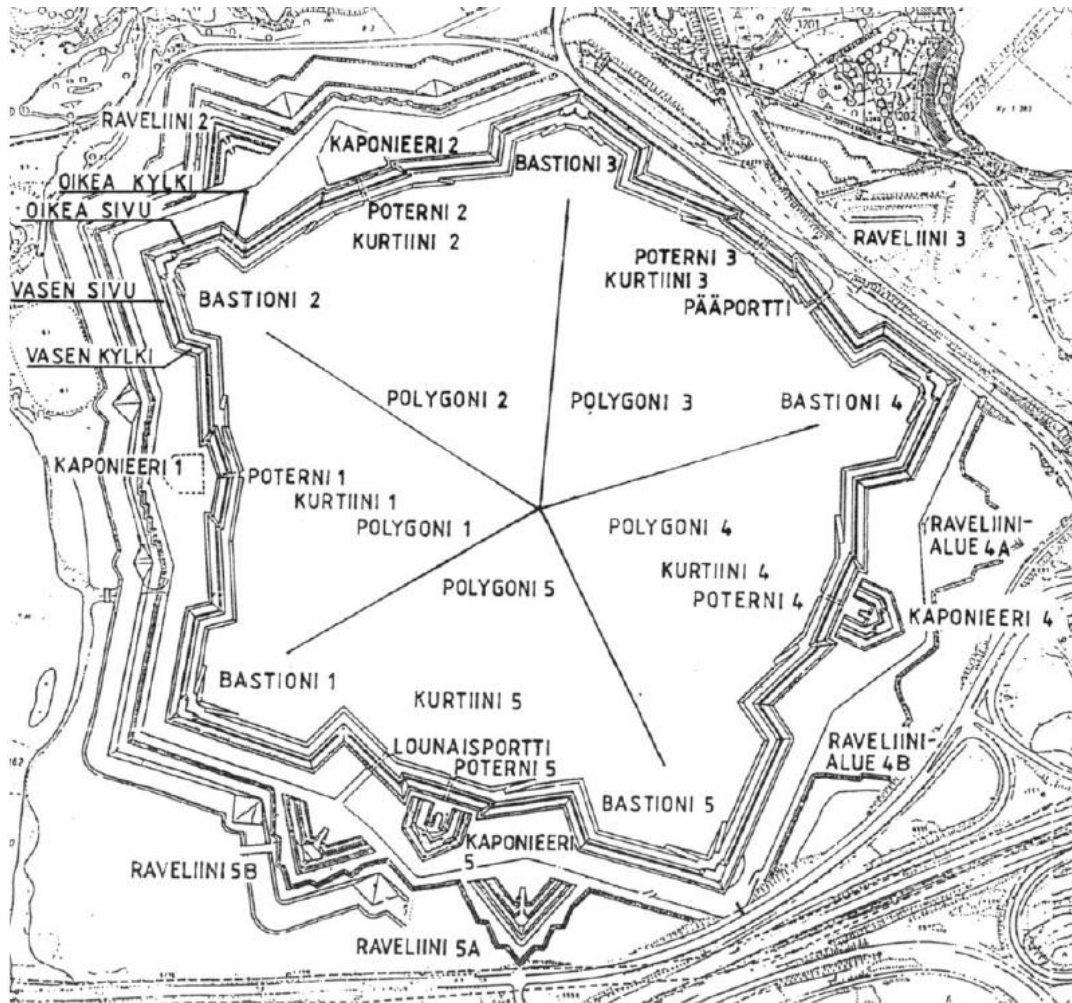 1201
1202
RAVELIINI 2
KAPONIEERI 2
BASTIONI 3
OIKEA KYLKI
OIKEA SIVU
POTERNI 2
KURTIINI 2
RAVELIINI 3
POTERNI 3
KURTIINI 3
PÄÄPORTTI
VASEN SIVU
BASTIONI 2
VASEN KYLKI
POLYGONI 2
POLYGONI 3
BASTIONI 4
KAPONIEERI 1
POTERNI 1
KURTIINI 1
POLYGONI 1
POLYGONI 4
RAVELIINI-
ALUE 4A
KURTIINI 4
POTERNI 4
POLYGONI 5
KAPONIEERI 4
BASTIONI 1
KURTIINI 5
LOUNAISPORTTI
POTERNI 5
RAVELIINI-
ALUE 4B
BASTIONI 5
KAPONIEERI
5
RAVELIINI 5B
RAVELIINI 5A